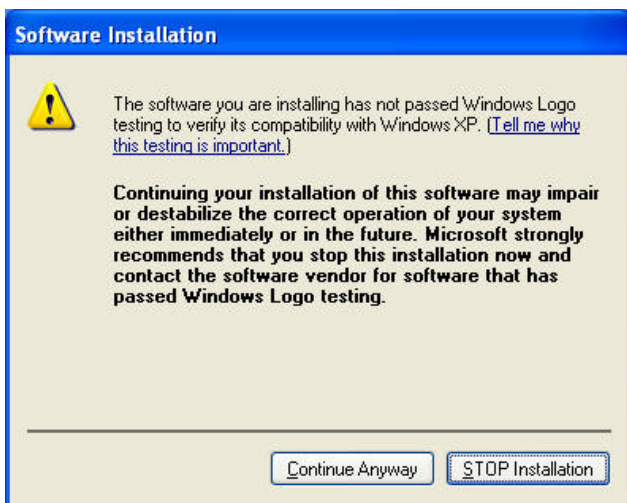 Software Installation
The software you are installing has not passed Windows Logo
testing to verify its compatibility with Windows XP. (Tell me why
this testing is important.)
Continuing your installation of this software may impair
or destabilize the correct operation of your system
either immediately or in the future. Microsoft strongly
recommends that you stop this installation now and
contact the software vendor for software that has
passed Windows Logo testing.
Continue Anyway
STOP Installation